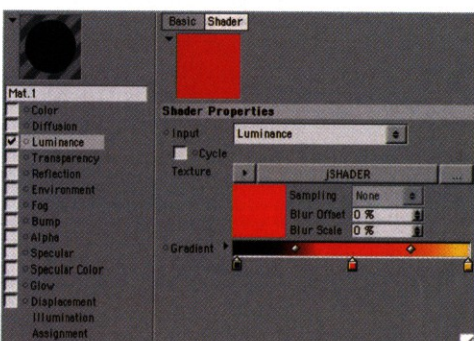 Basic Shader
Mat.1
Color
Diffusion
Luminance
Transparency
Reflection
Environment
Fog
Bump
Alpha
Specular
Specular Color
Glow
Displacement
Illumination
Assignment
Shader Properties
Input Luminance
Cycle
Texture jSHADER ...
Sampling None
Blur Offset 0 %
Blur Scale 0 %
Gradient